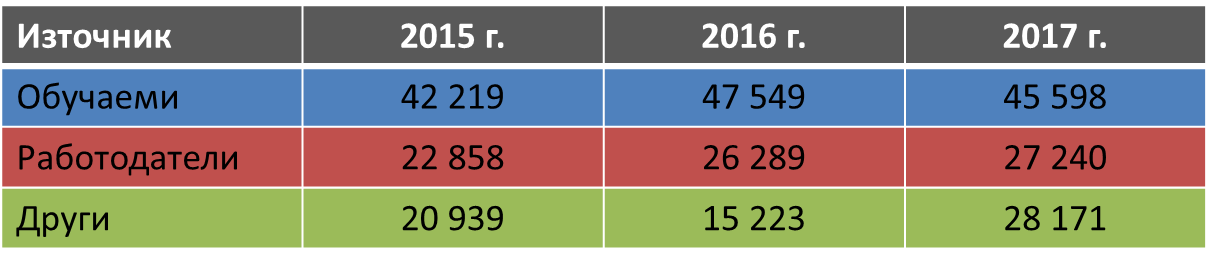 Източник 2015 г. 2016 г. 2017 г.
Обучаеми 42 219 47 549 45 598
Работодатели 22 858 26 289 27 240
Други 20 939 15 223 28 171